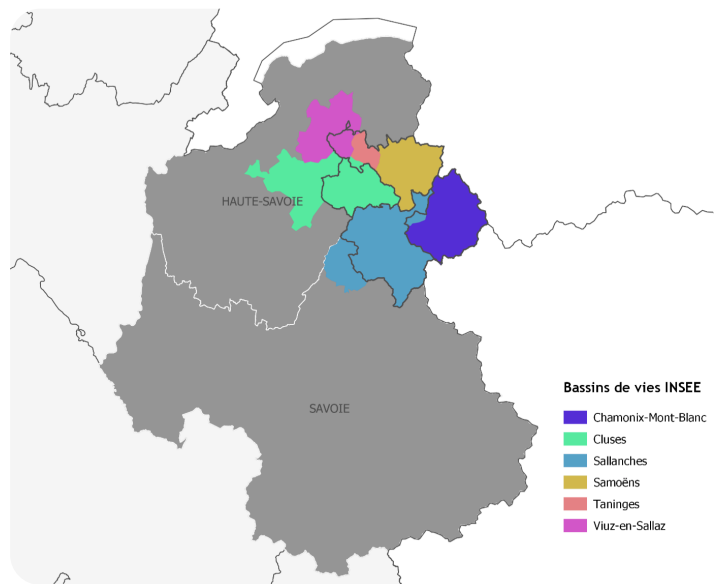 HAUTE-SAVOIE
SAVOIE
Bassins de vies INSEE
Chamonix-Mont-Blanc
Cluses
Sallanches
Samoëns
Taninges
Viuz-en-Sallaz